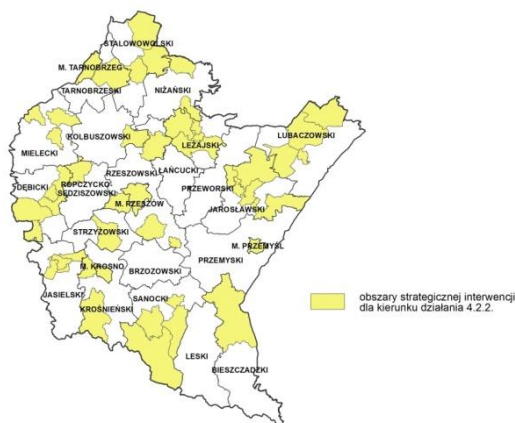 STALOWOWOLSKI
M. TARNOBRZEG
TARNOBRZESKI
NIŻAŃSKI
LUBACZOWSKI
KOLBUSZOWSKI
LEŻAJSKI
MIELECKI
ŁAŃCUCKI
RZESZOWSKI
DĘBICKI
ROPCZYCKO
SĘDZISZOWSKI
PRZEWORSKI
M. RZESZÓW
JAROSŁAWSKI
STRZYŻOWSKI
M. PRZEMYŚL
PRZEMYSKI
M. KROSNO
BRZOZOWSKI
JASIELSKI
SANOCKI
KROŚNIEŃSKI
LESKI
BIESZCZADZKI
obszary strategicznej interwencji
dla kierunku działania 4.2.2.